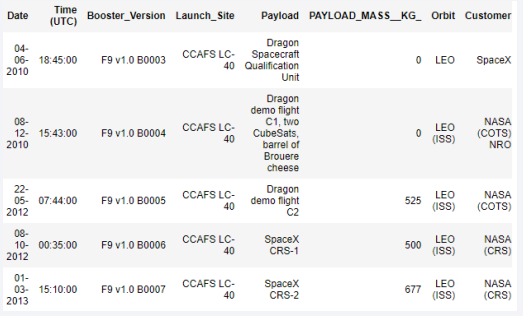 Date Time (UTC) Booster_Version Launch_Site Payload PAYLOAD_MASS__KG_ Orbit Customer
04-06-2010 18:45:00 F9 v1.0 B0003 CCAFS LC-40 Dragon Spacecraft Qualification Unit 0 LEO SpaceX
08-12-2010 15:43:00 F9 v1.0 B0004 CCAFS LC-40 Dragon demo flight C1, two CubeSats, barrel of Brouere cheese 0 LEO (ISS) NASA (COTS) NRO
22-05-2012 07:44:00 F9 v1.0 B0005 CCAFS LC-40 Dragon demo flight C2 525 LEO (ISS) NASA (COTS)
08-10-2012 00:35:00 F9 v1.0 B0006 CCAFS LC-40 SpaceX CRS-1 500 LEO (ISS) NASA (CRS)
01-03-2013 15:10:00 F9 v1.0 B0007 CCAFS LC-40 SpaceX CRS-2 677 LEO (ISS) NASA (CRS)